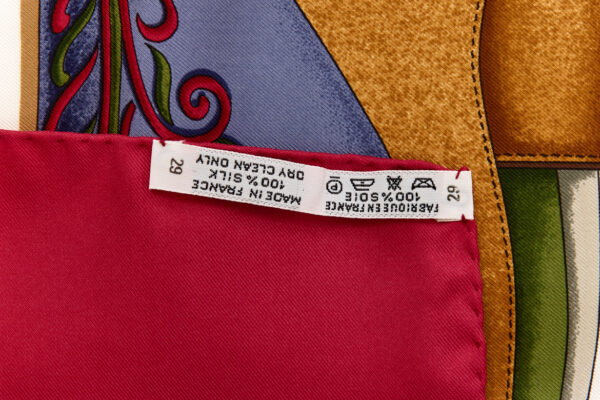 29
FABRIQUE EN FRANCE
100% SOIE
P
MADE IN FRANCE
100% SILK
DRY CLEAN ONLY
29